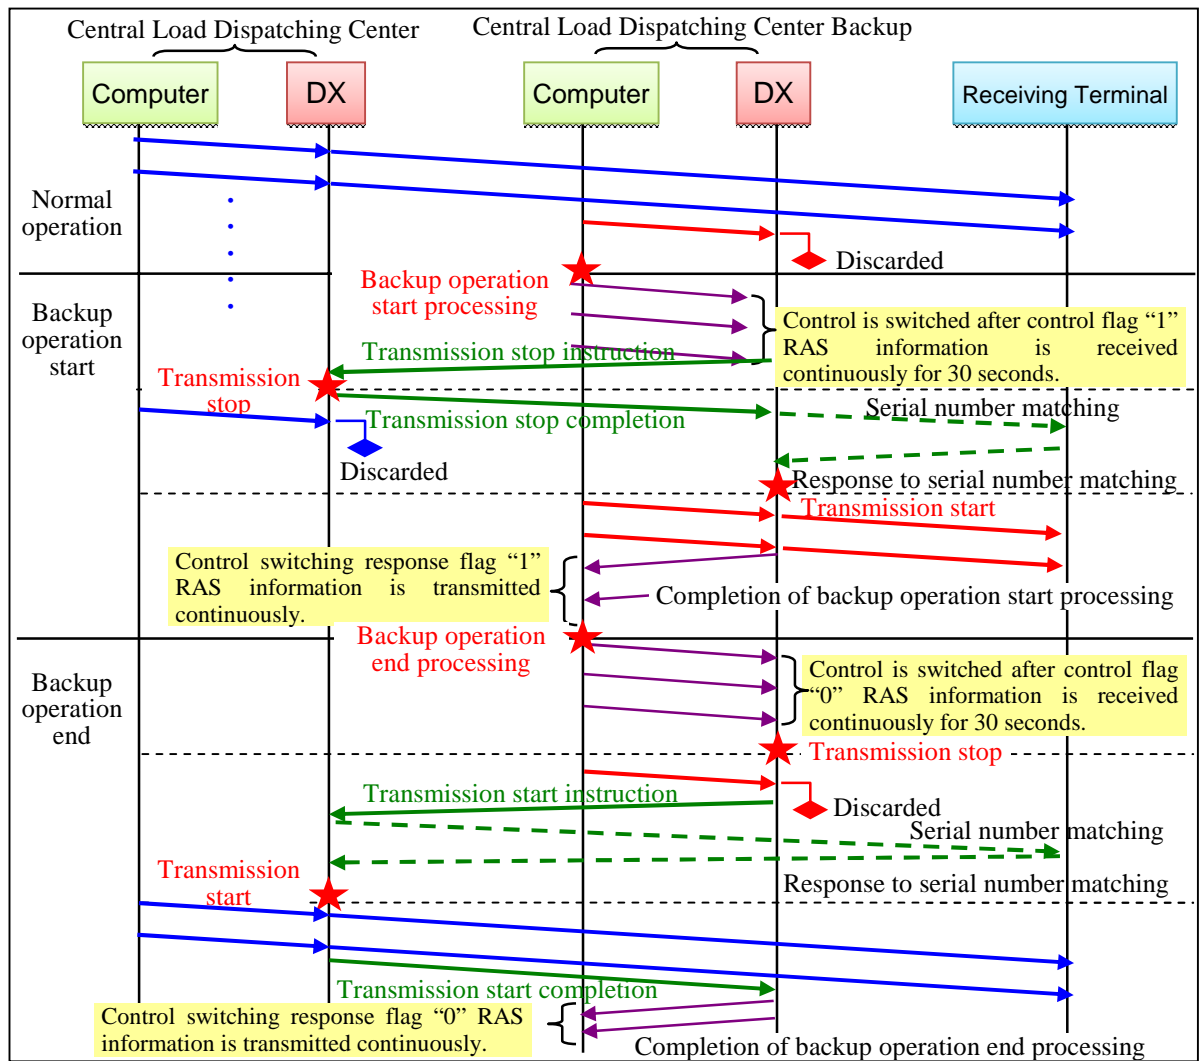 Central Load Dispatching Center
Central Load Dispatching Center Backup
Computer
DX
Computer
DX
Receiving Terminal
Normal
operation
Discarded
Backup operation
start processing
Backup
operation
start
Control is switched after control flag “1”
RAS information is received
continuously for 30 seconds.
Transmission stop instruction
Transmission
stop
Serial number matching
Transmission stop completion
Discarded
Response to serial number matching
Transmission start
Control switching response flag “1”
RAS information is transmitted
continuously.
Completion of backup operation start processing
Backup operation
end processing
Control is switched after control flag
“0” RAS information is received
continuously for 30 seconds.
Backup
operation
end
Transmission stop
Transmission start instruction
Discarded
Serial number matching
Transmission
start
Response to serial number matching
Transmission start completion
Control switching response flag “0” RAS
information is transmitted continuously.
Completion of backup operation end processing